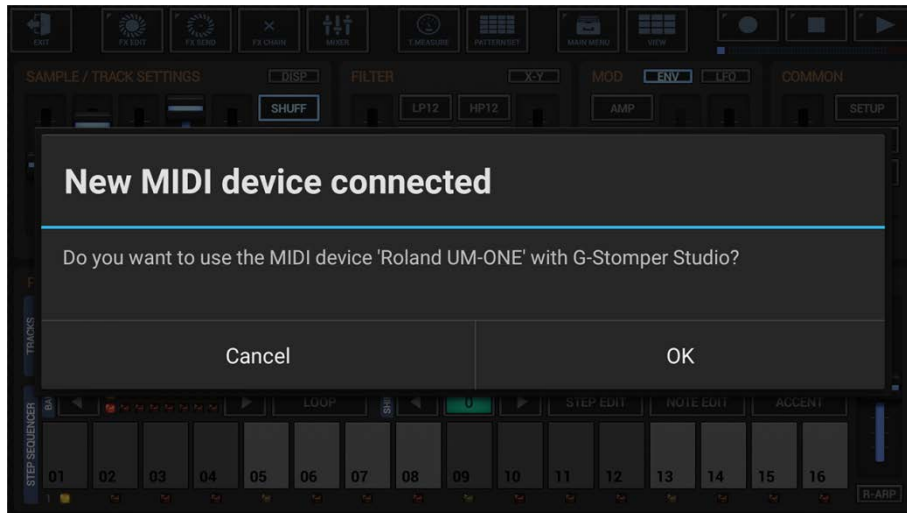 EXIT
FX EDIT
FX SEND
FX CHAIN
MIXER
T.MEASURE
PATTERN SET
MAIN MENU
VIEW
SAMPLE / TRACK SETTINGS
DISP
FILTER
X-Y
MOD
ENV
LFO
COMMON
SHUFF
LP12
HP12
AMP
SETUP
New MIDI device connected
Do you want to use the MIDI device 'Roland UM-ONE' with G-Stomper Studio?
Cancel
OK
TRACKS
STEP SEQUENCER
LOOP
0
STEP EDIT
NOTE EDIT
ACCENT
01 02 03 04 05 06 07 08 09 10 11 12 13 14 15 16
1
R-ARP